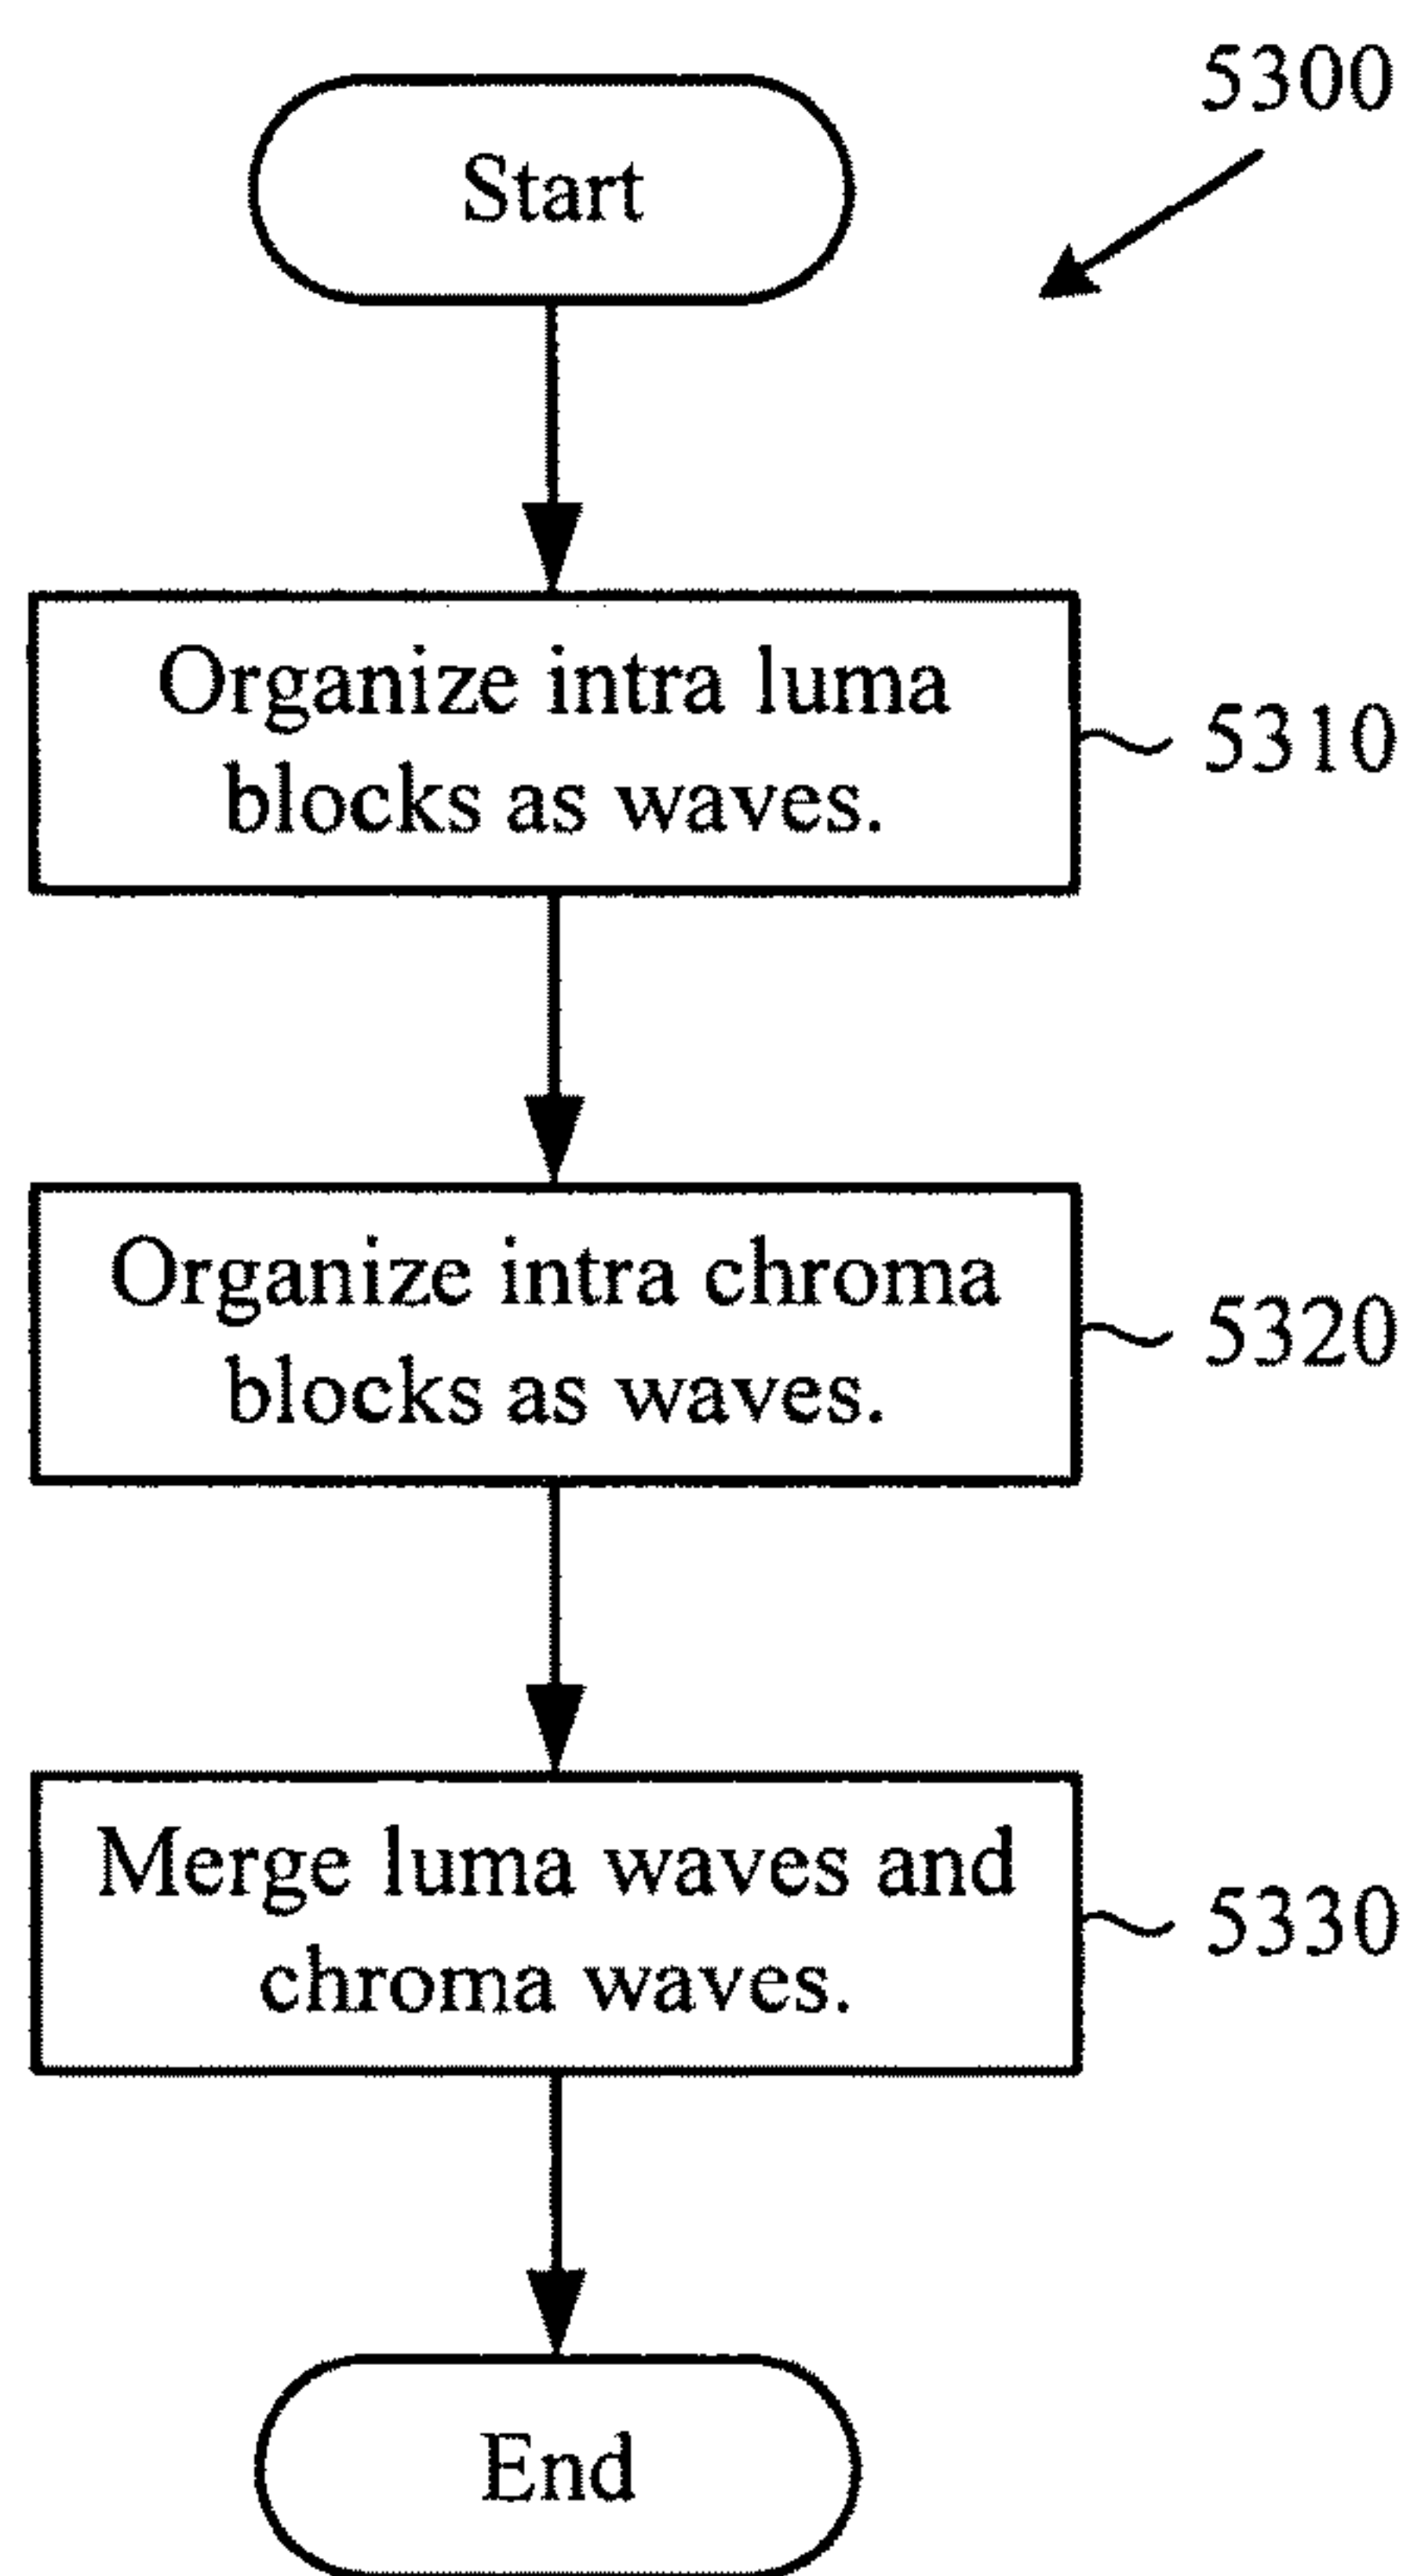 5300
Start
Organize intra luma
blocks as waves.
5310
Organize intra chroma
blocks as waves.
5320
Merge luma waves and
chroma waves.
5330
End